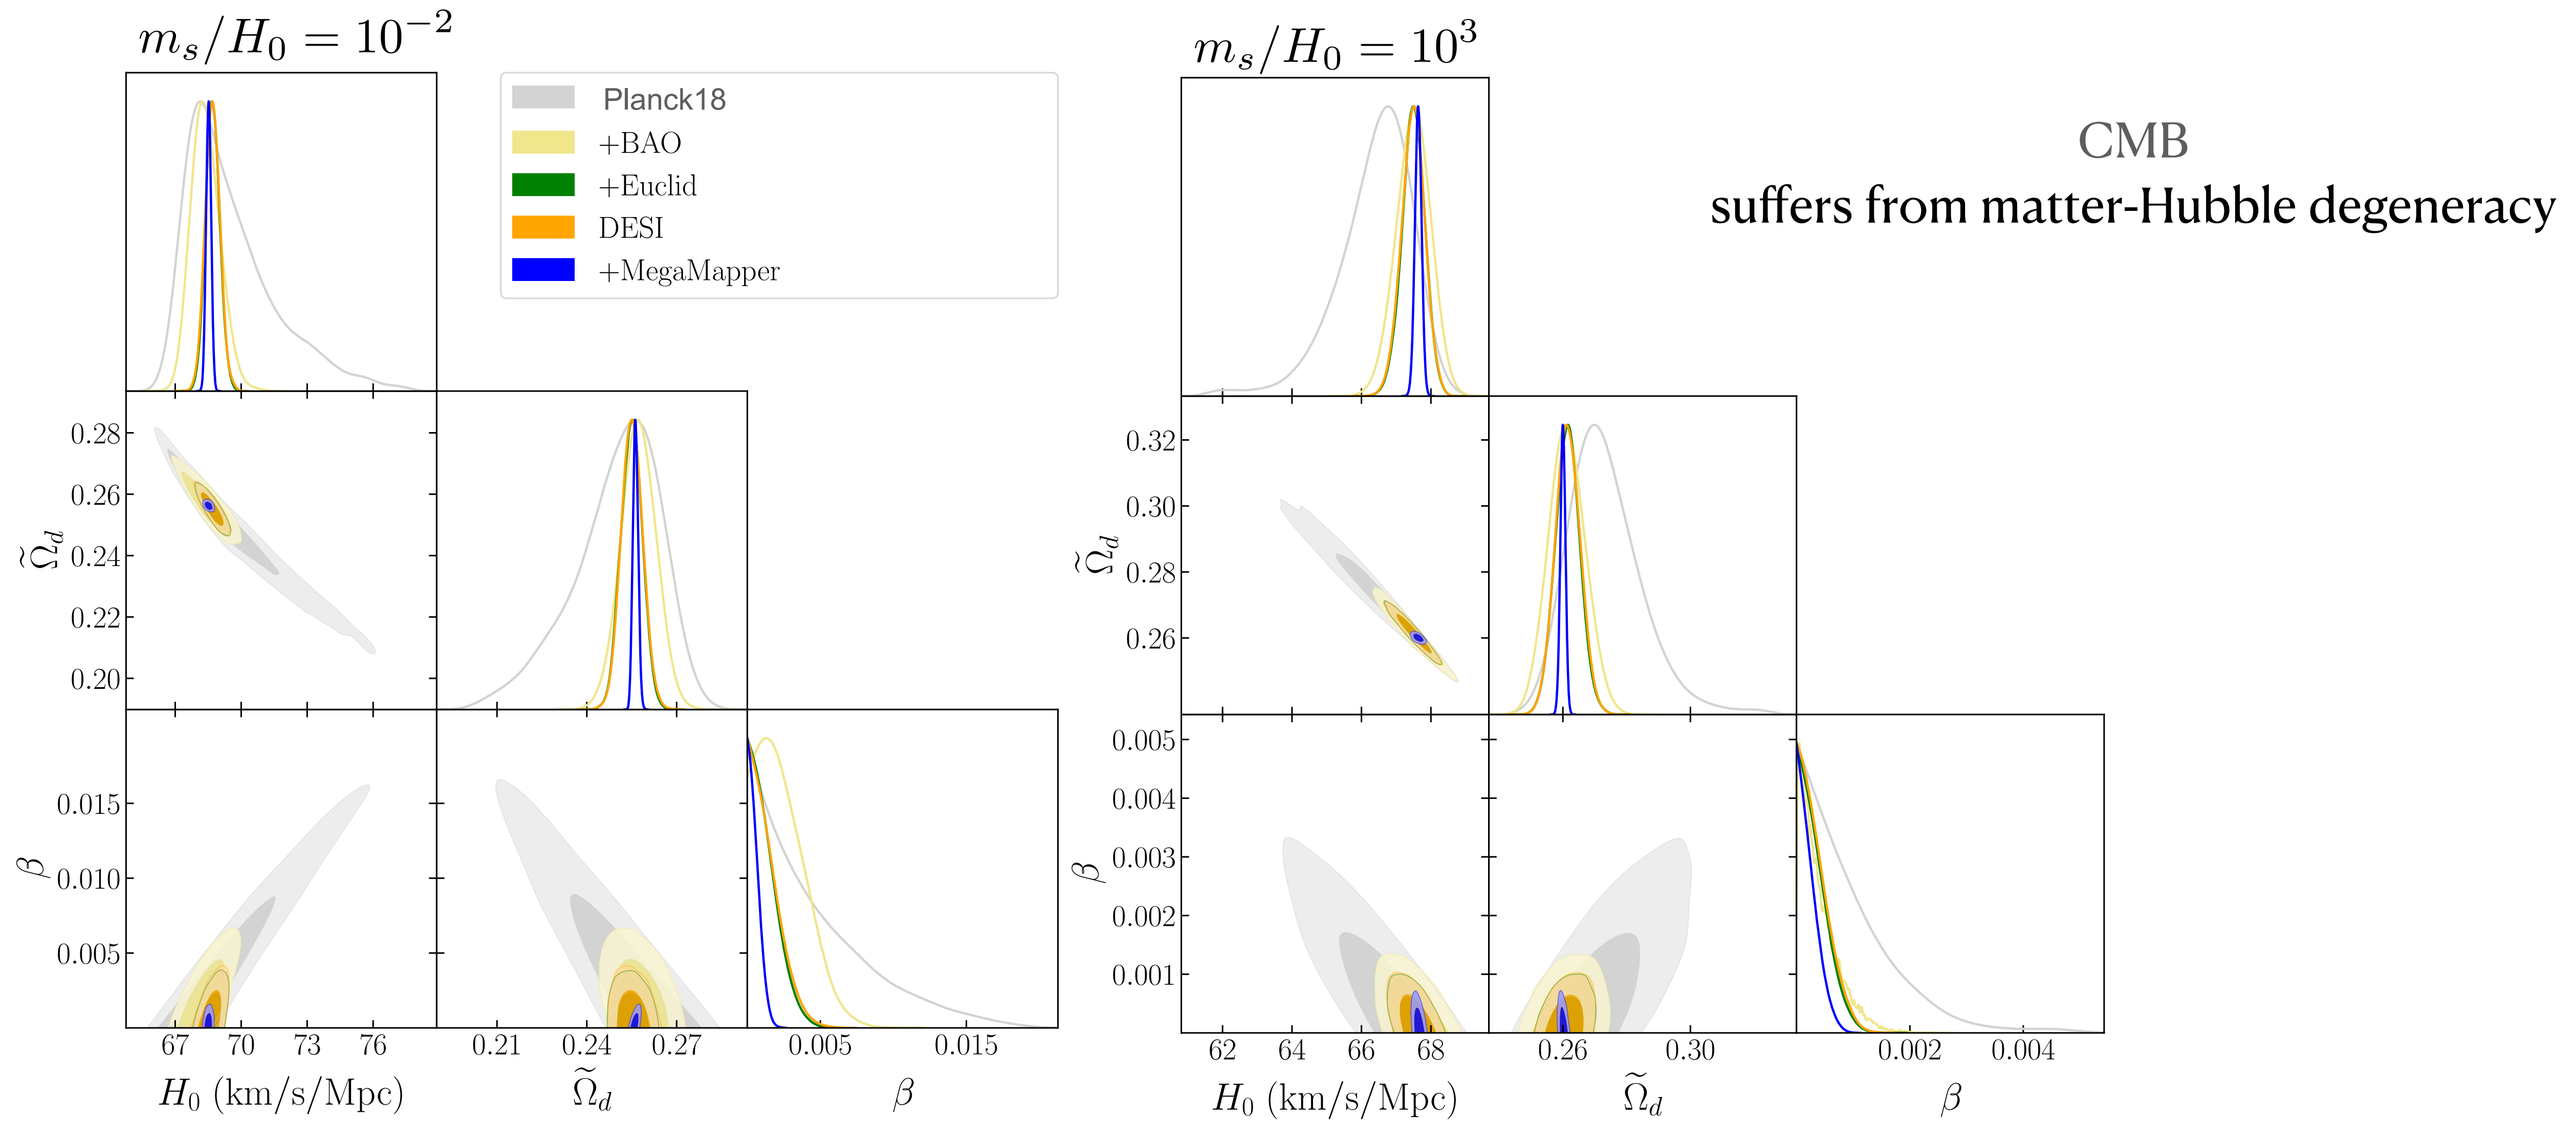 m_s/H_0 = 10^{-2}
Planck18
+BAO
+Euclid
DESI
+MegaMapper
0.28
0.26
0.24
0.22
0.20
\widetilde{Ω}_d
0.015
0.010
0.005
β
67 70 73 76
0.21 0.24 0.27
0.005 0.015
H_0 (km/s/Mpc)
\widetilde{Ω}_d
β
m_s/H_0 = 10^3
CMB
suffers from matter-Hubble degeneracy
0.32
0.30
0.28
0.26
\widetilde{Ω}_d
0.005
0.004
0.003
0.002
0.001
β
62 64 66 68
0.26 0.30
0.002 0.004
H_0 (km/s/Mpc)
\widetilde{Ω}_d
β